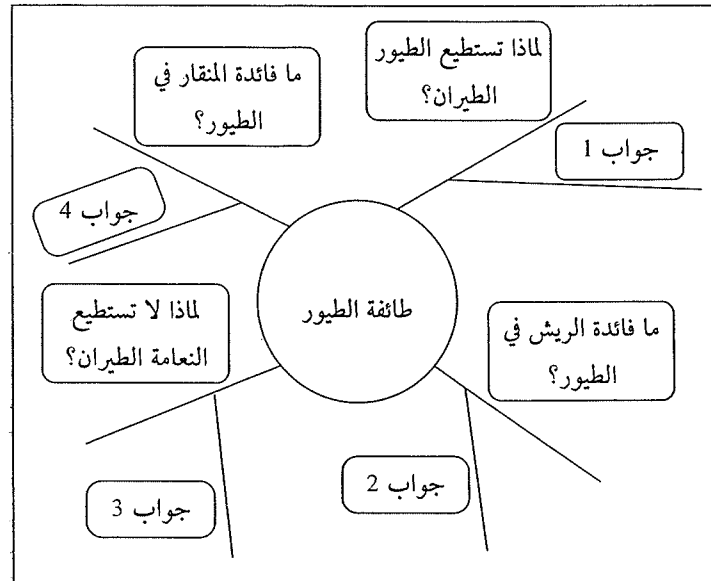 لماذا تستطيع الطيور
الطيران؟
ما فائدة المنقار في
الطيور؟
جواب 1
جواب 4
طائفة الطيور
لماذا لا تستطيع
النعامة الطيران؟
ما فائدة الريش في
الطيور؟
جواب 2
جواب 3